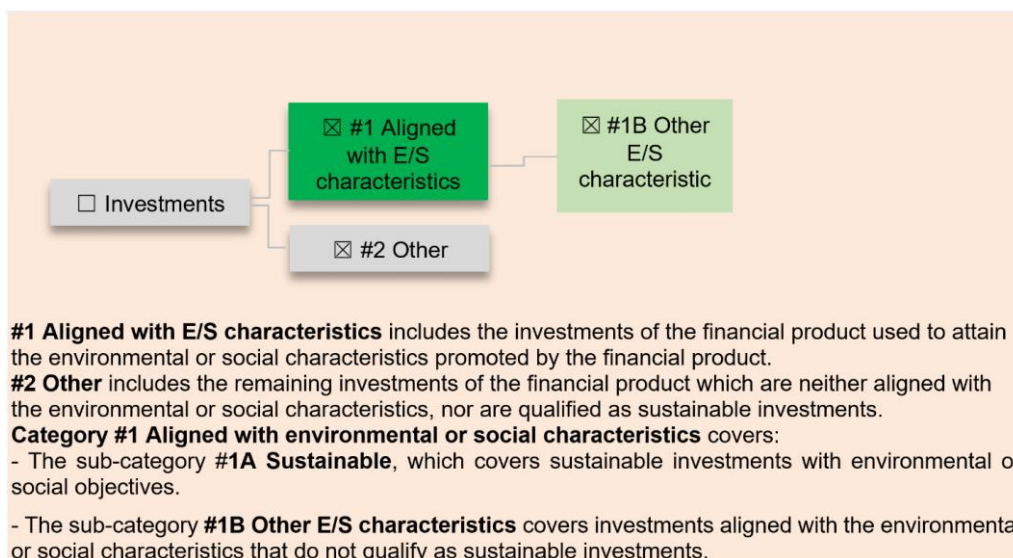 ☒ #1 Aligned
with E/S
characteristics
☒ #1B Other
E/S
characteristic
☐ Investments
☒ #2 Other
#1 Aligned with E/S characteristics includes the investments of the financial product used to attain
the environmental or social characteristics promoted by the financial product.
#2 Other includes the remaining investments of the financial product which are neither aligned with
the environmental or social characteristics, nor are qualified as sustainable investments.
Category #1 Aligned with environmental or social characteristics covers:
- The sub-category #1A Sustainable, which covers sustainable investments with environmental o
social objectives.
- The sub-category #1B Other E/S characteristics covers investments aligned with the environmenta
or social characteristics that do not qualify as sustainable investments.